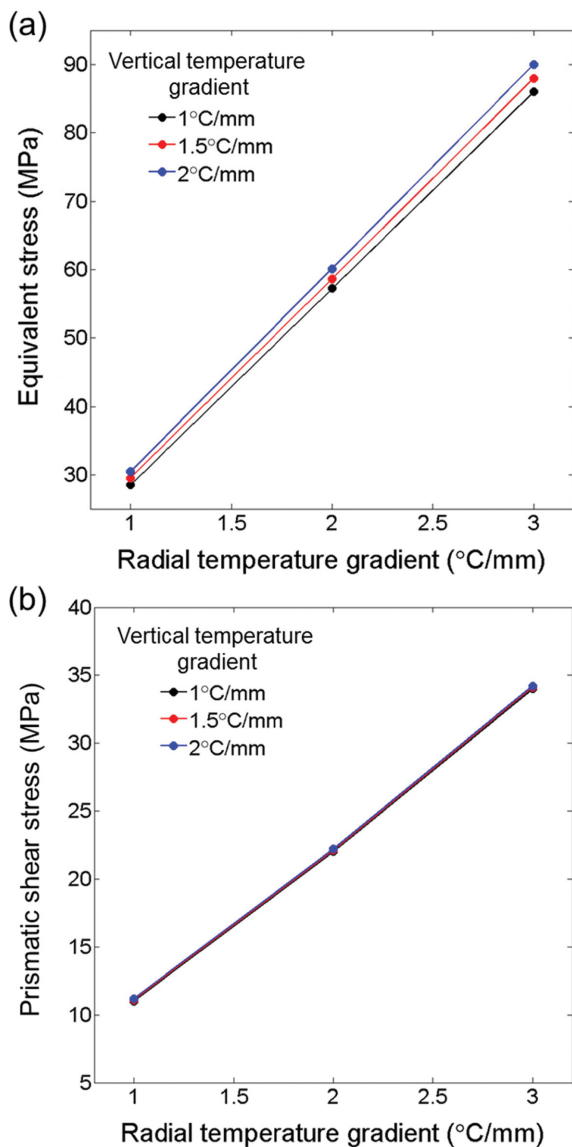 (a)
90
80
70
60
50
40
30
Equivalent stress (MPa)
Vertical temperature
gradient
1°C/mm
1.5°C/mm
2°C/mm
1
1.5
2
2.5
3
Radial temperature gradient (°C/mm)
(b)
40
35
30
25
20
15
10
5
Prismatic shear stress (MPa)
Vertical temperature
gradient
1°C/mm
1.5°C/mm
2°C/mm
1
1.5
2
2.5
3
Radial temperature gradient (°C/mm)